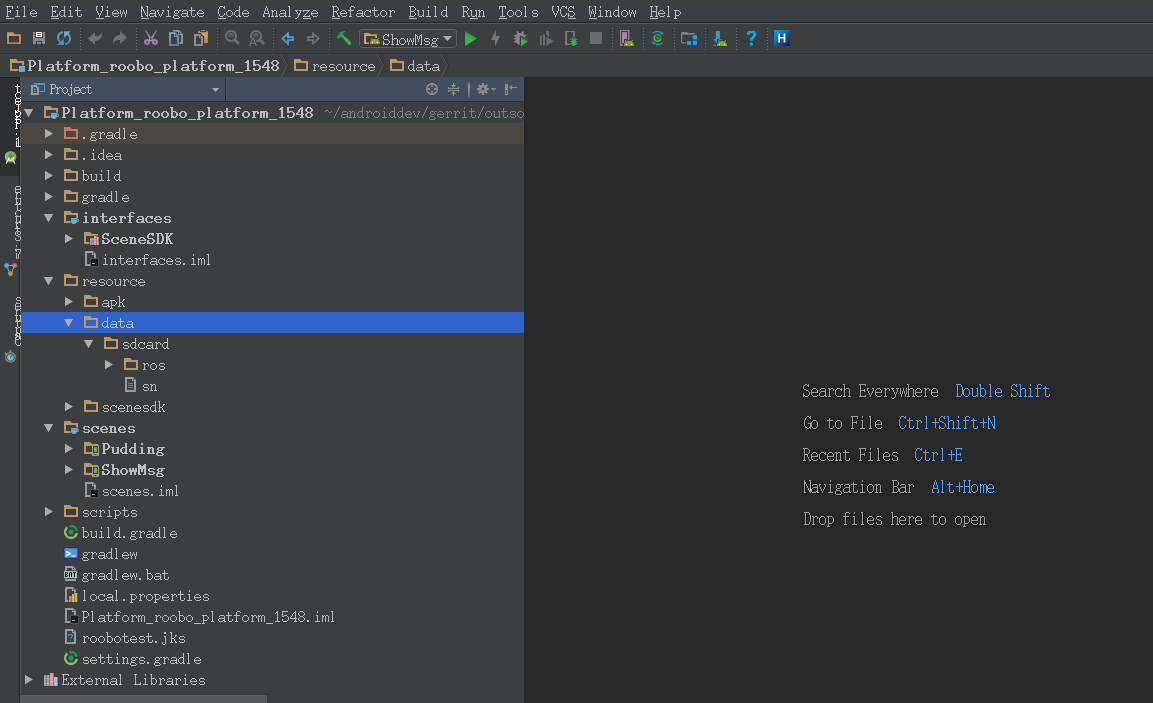 File Edit View Navigate Code Analyze Refactor Build Run Tools VCS Window Help
ShowMsg
Platform_roobo_platform_1548 resource data
Project
Platform_roobo_platform_1548 ~/androiddev/gerrit/outso
.gradle
.idea
build
gradle
interfaces
SceneSDK
interfaces.iml
resource
apk
data
sdcard
ros
sn
scenesdk
scenes
Pudding
ShowMsg
scenes.iml
scripts
build.gradle
gradlew
gradlew.bat
local.properties
Platform_roobo_platform_1548.iml
roobotest.jks
settings.gradle
External Libraries
Search Everywhere Double Shift
Go to File Ctrl+Shift+N
Recent Files Ctrl+E
Navigation Bar Alt+Home
Drop files here to open